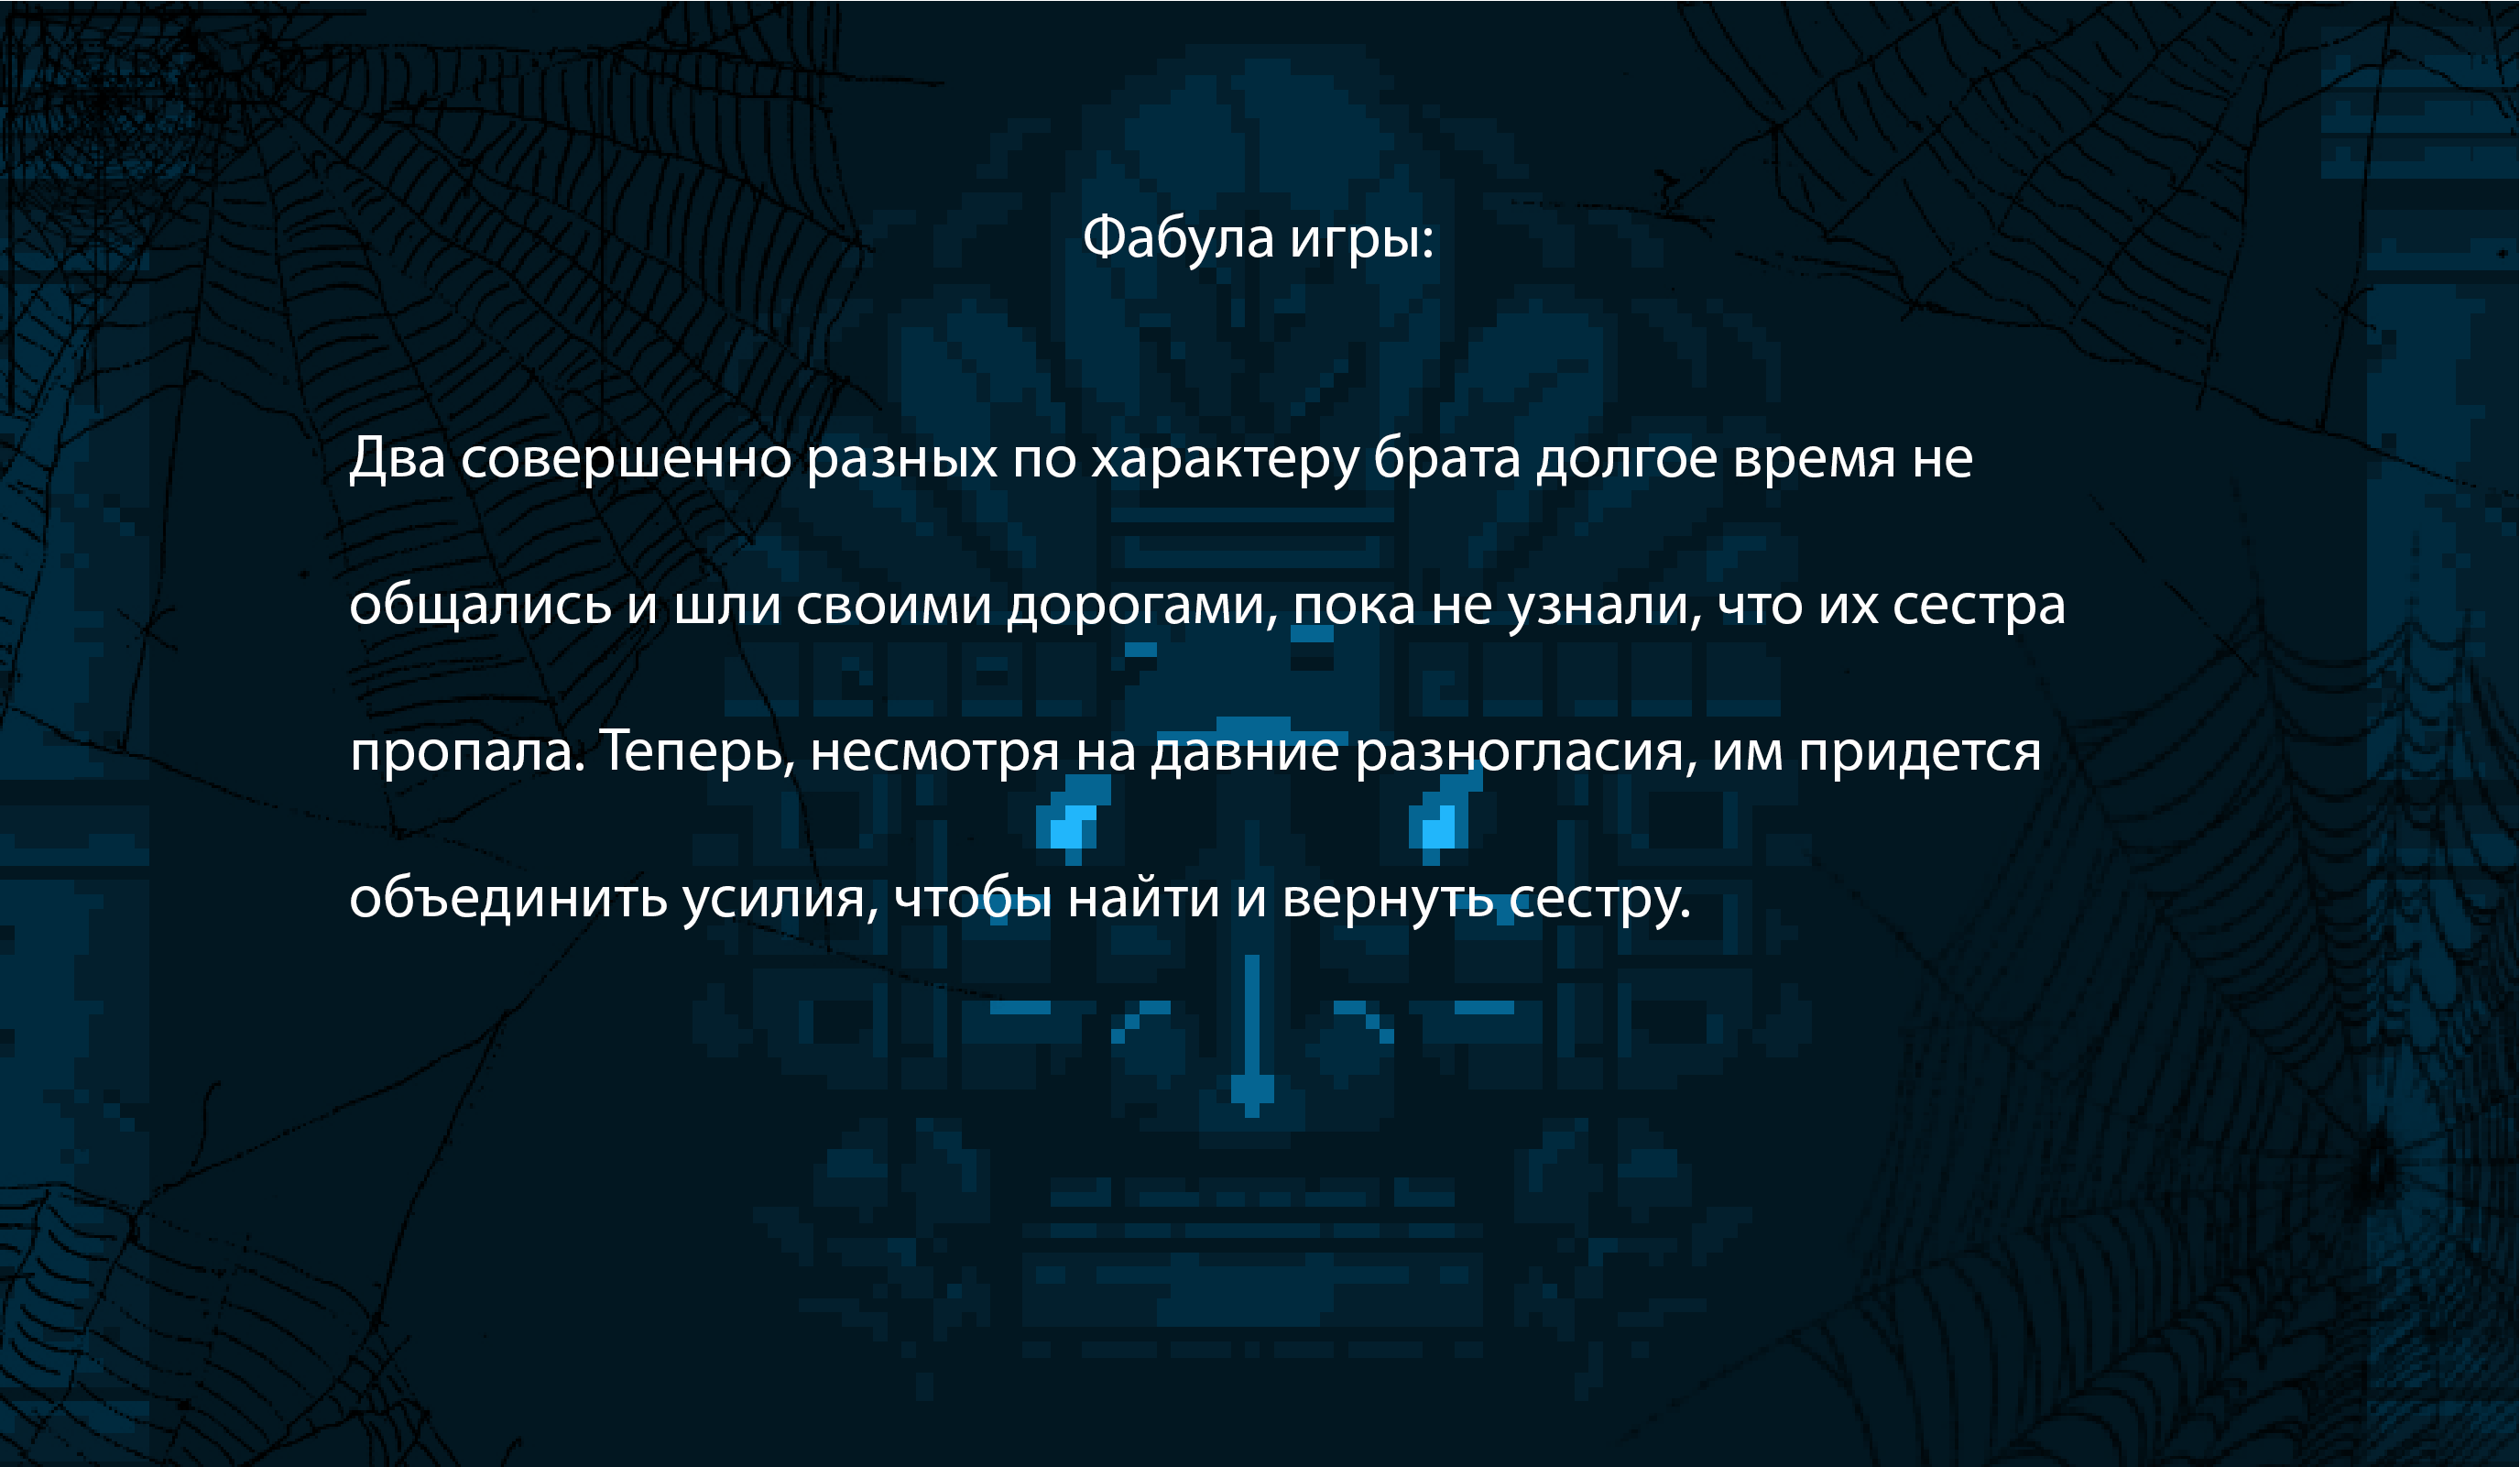 Фабула игры:
Два совершенно разных по характеру брата долгое время не
общались и шли своими дорогами, пока не узнали, что их сестра
пропала. Теперь, несмотря на давние разногласия, им придется
объединить усилия, чтобы найти и вернуть сестру.